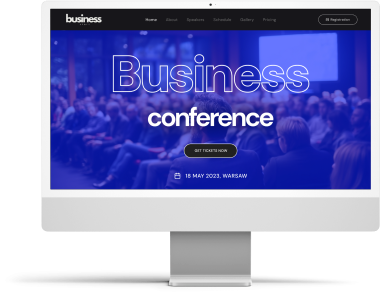 business
Home About Speakers Schedule Gallery Pricing
Registration
Business
conference
GET TICKETS NOW
18 MAY 2023, WARSAW